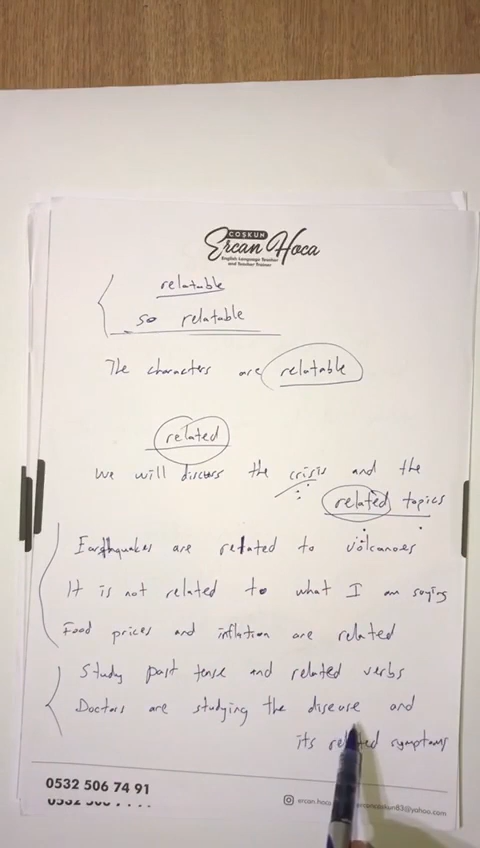 COŞKUN
Ercan Hoca
English Language Teacher
and Teacher Trainer
relatable
so relatable
The characters are relatable
related
We will discuss the crisis and the
related topics
Earthquakes are related to volcanoes
It is not related to what I am saying
Food prices and inflation are related
Study past tense and related verbs
Doctors are studying the disease and
its related symptoms
0532 506 74 91
ercan.hoca